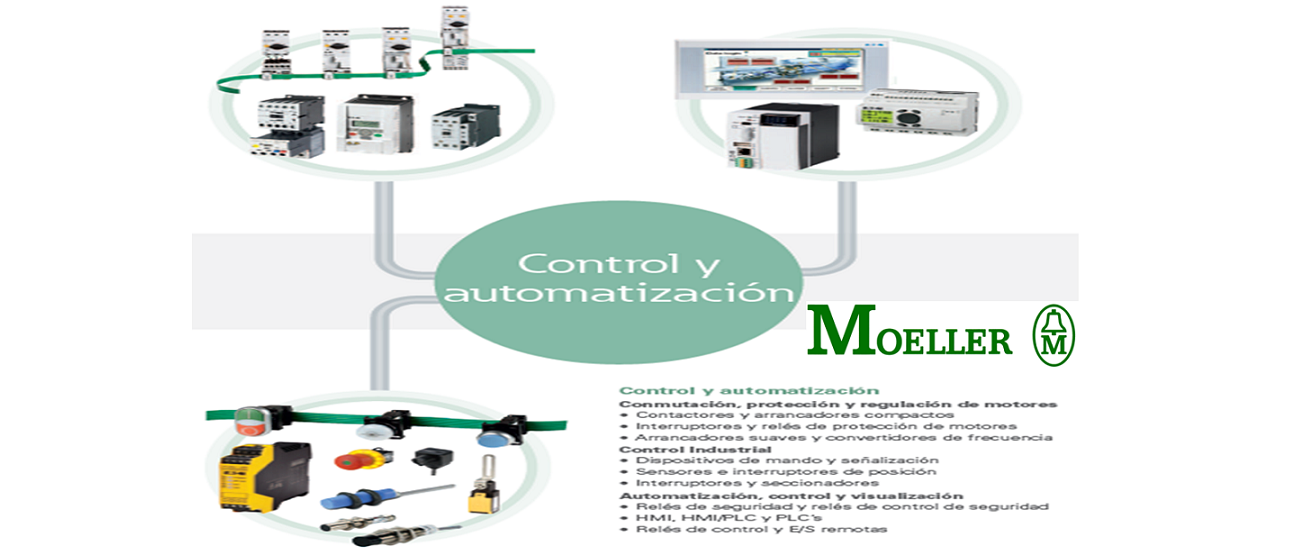 Control y
automatización
MOELLER
M
Control y automatización
Conmutación, protección y regulación de motores
• Contactores y arrancadores compactos
• Interruptores y relés de protección de motores
• Arrancadores suaves y convertidores de frecuencia
Control Industrial
• Dispositivos de mando y señalización
• Sensores e interruptores de posición
• Interruptores y seccionadores
Automatización, control y visualización
• Relés de seguridad y relés de control de seguridad
• HMI, HMI/PLC y PLC's
• Relés de control y E/S remotas